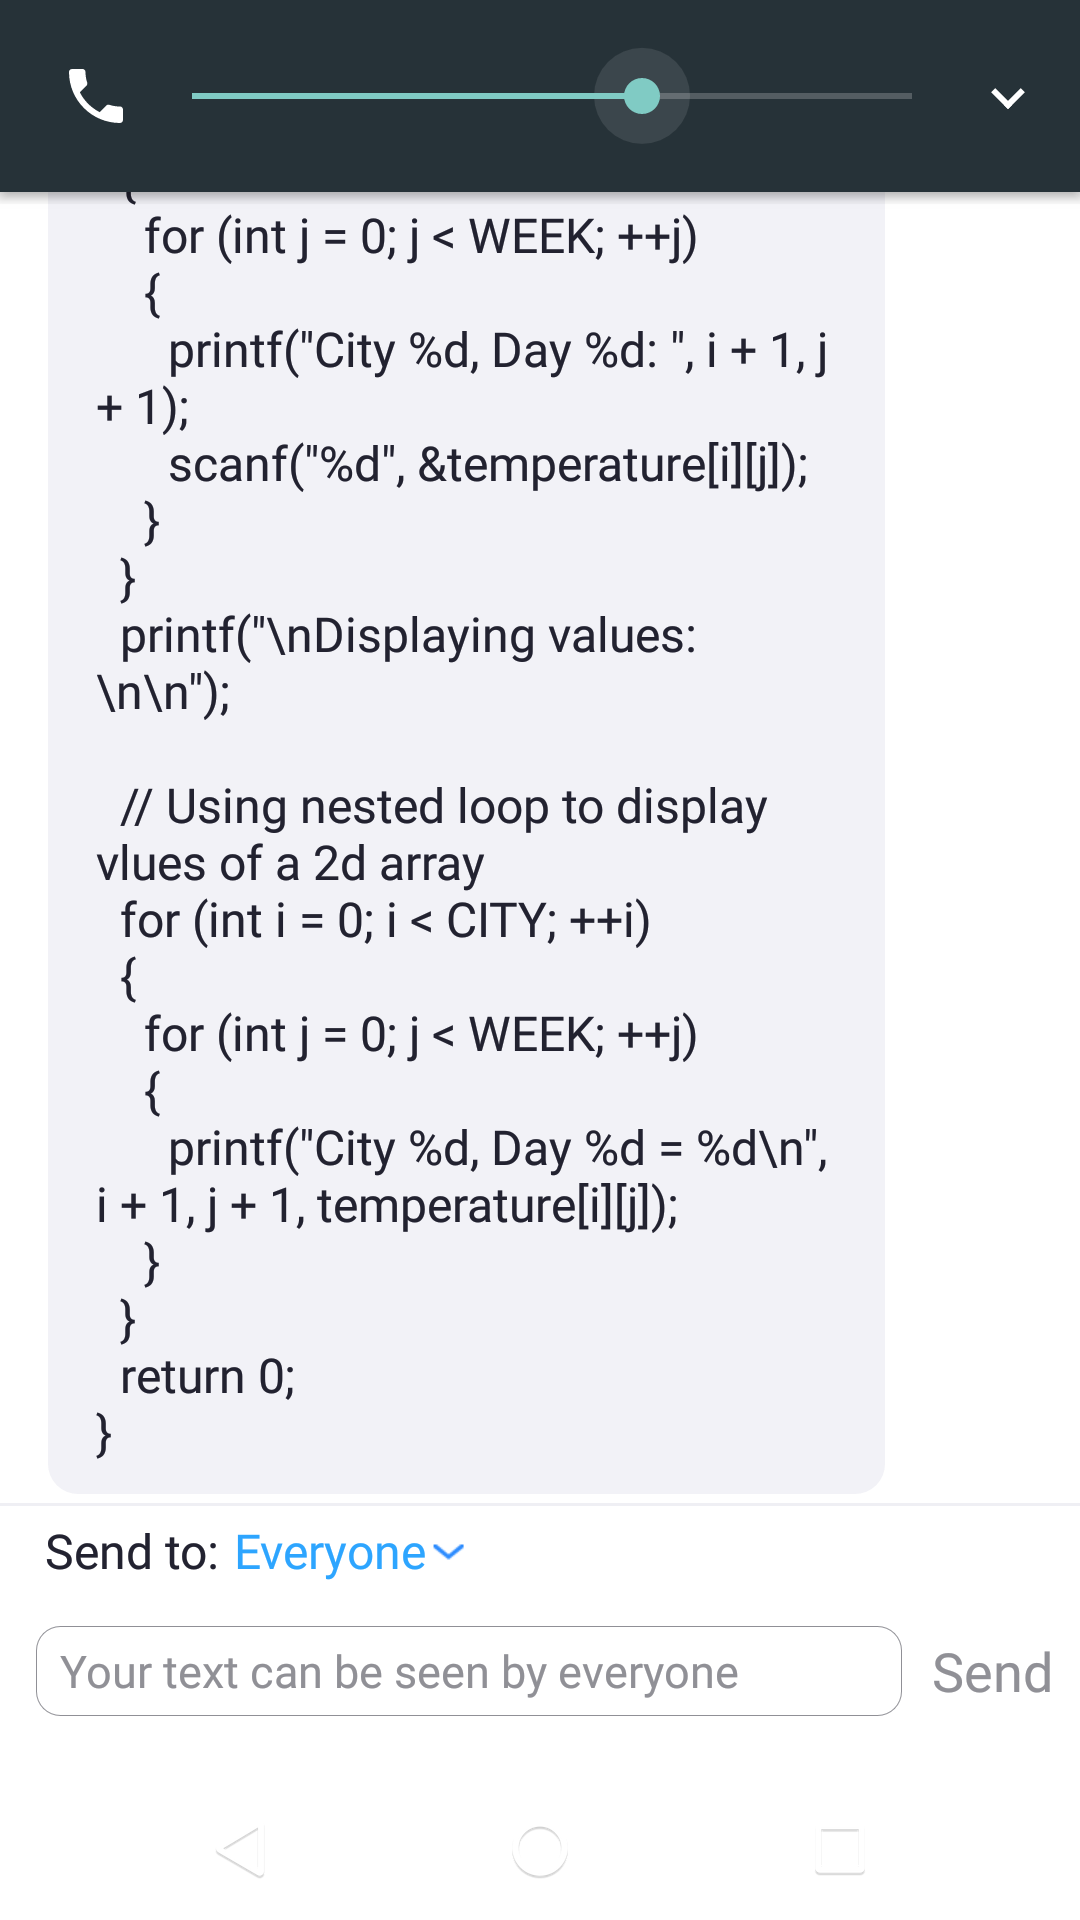 {
for (int j = 0; j < WEEK; ++j)
{
printf("City %d, Day %d: ", i + 1, j
+ 1);
scanf("%d", &temperature[i][j]);
}
}
printf("\nDisplaying values:
\n\n");
// Using nested loop to display
vlues of a 2d array
for (int i = 0; i < CITY; ++i)
{
for (int j = 0; j < WEEK; ++j)
{
printf("City %d, Day %d = %d\n",
i + 1, j + 1, temperature[i][j]);
}
}
return 0;
}
Send to: Everyone
Your text can be seen by everyone
Send